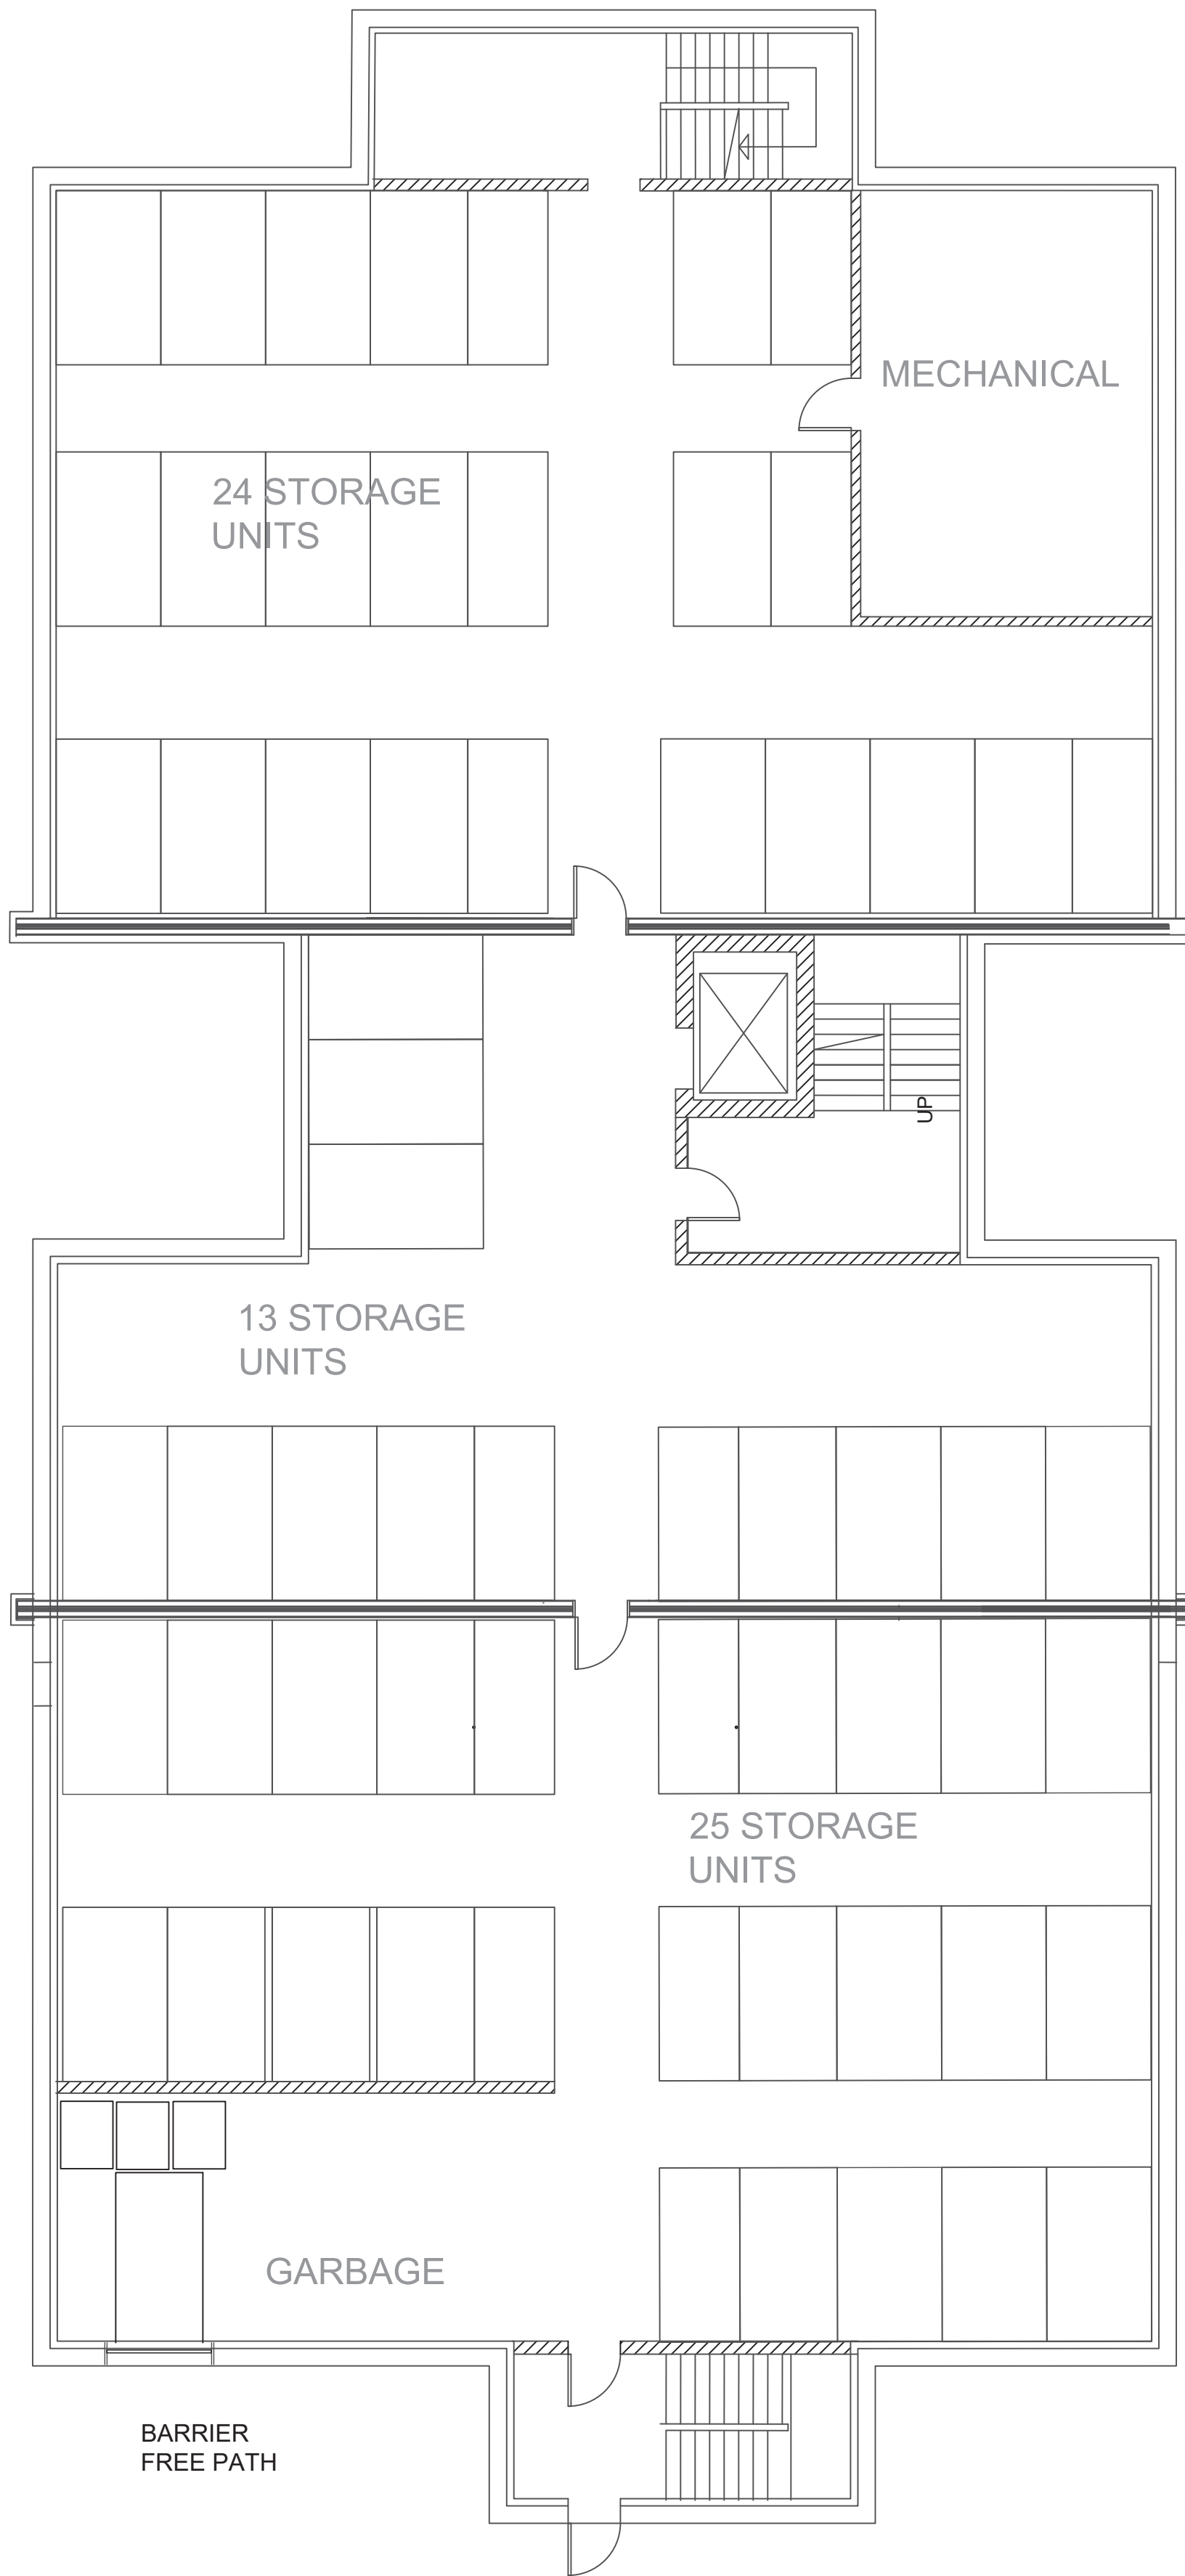 MECHANICAL
24 STORAGE
UNITS
UP
13 STORAGE
UNITS
25 STORAGE
UNITS
GARBAGE
BARRIER
FREE PATH